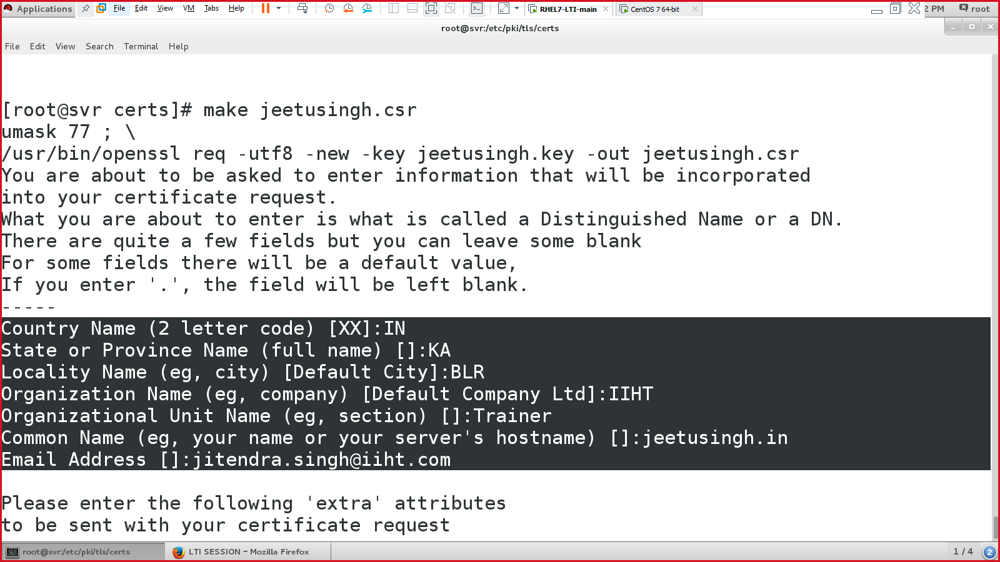 Applications File Edit View VM Tabs Help RHEL7-LTI-main CentOS 7 64-bit 2 PM root
root@svr:/etc/pki/tls/certs
File Edit View Search Terminal Help
[root@svr certs]# make jeetusingh.csr
umask 77 ; \
/usr/bin/openssl req -utf8 -new -key jeetusingh.key -out jeetusingh.csr
You are about to be asked to enter information that will be incorporated
into your certificate request.
What you are about to enter is what is called a Distinguished Name or a DN.
There are quite a few fields but you can leave some blank
For some fields there will be a default value,
If you enter '.', the field will be left blank.
-----
Country Name (2 letter code) [XX]:IN
State or Province Name (full name) []:KA
Locality Name (eg, city) [Default City]:BLR
Organization Name (eg, company) [Default Company Ltd]:IIHT
Organizational Unit Name (eg, section) []:Trainer
Common Name (eg, your name or your server's hostname) []:jeetusingh.in
Email Address []:jitendra.singh@iiht.com
Please enter the following 'extra' attributes
to be sent with your certificate request
root@svr:/etc/pki/tls/certs LTI SESSION - Mozilla Firefox 1 / 4 2